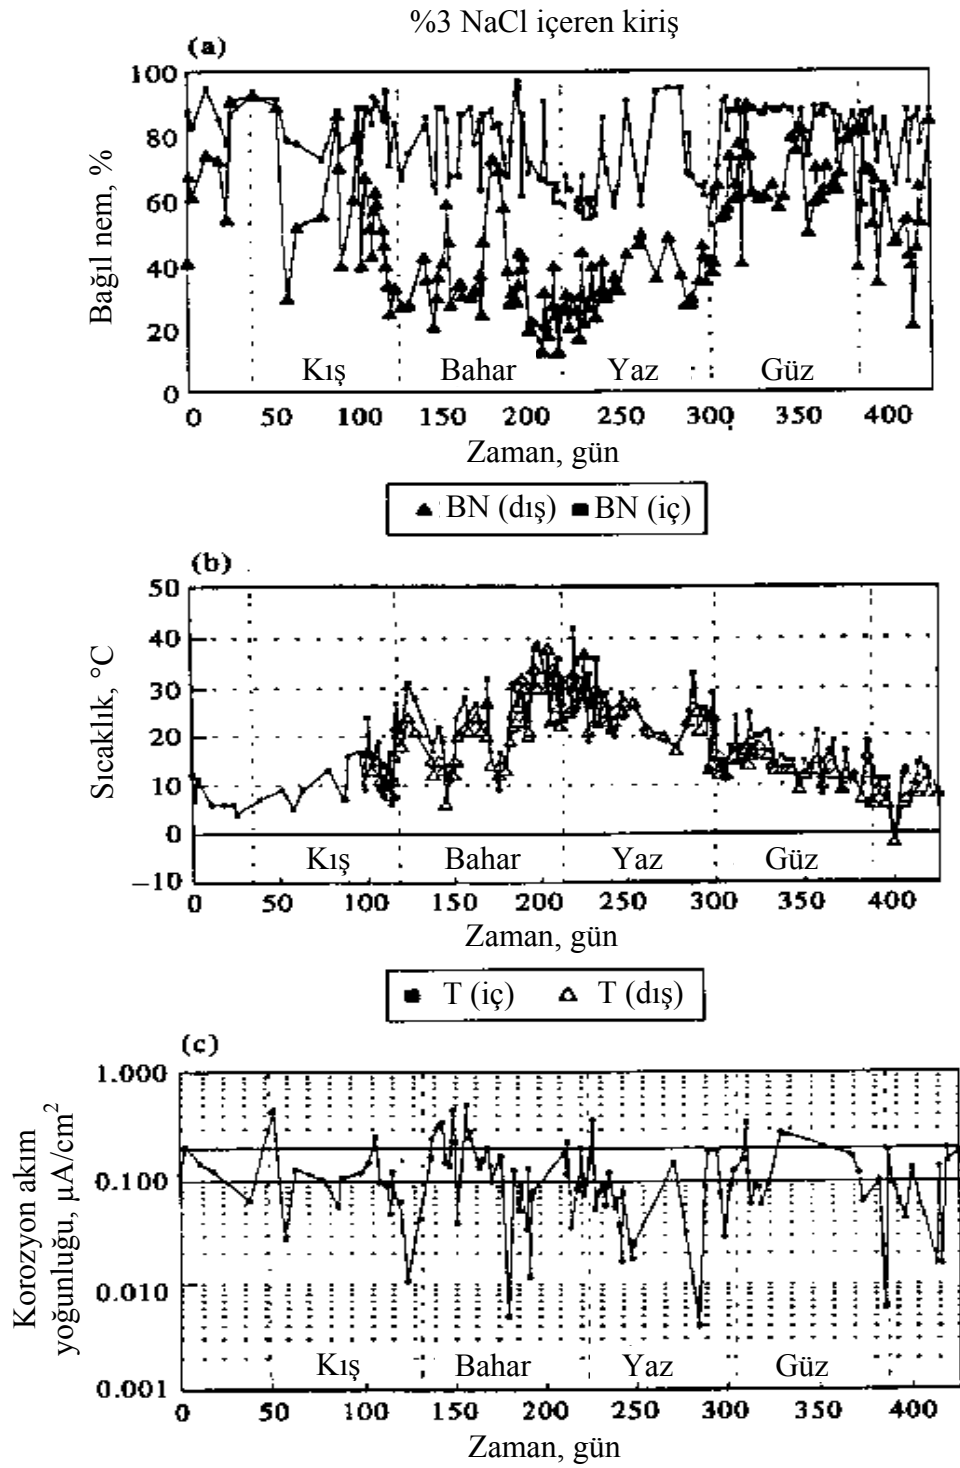 %3 NaCl içeren kiriş
(a)
100
80
60
40
20
0
Bağıl nem, %
Kış Bahar Yaz Güz
0 50 100 150 200 250 300 350 400
Zaman, gün
BN (dış) BN (iç)
(b)
50
40
30
20
10
0
−10
Sıcaklık, °C
Kış Bahar Yaz Güz
0 50 100 150 200 250 300 350 400
Zaman, gün
T (iç) T (dış)
(c)
1.000
0.100
0.010
0.001
Korozyon akım
yoğunluğu, µA/cm²
Kış Bahar Yaz Güz
0 50 100 150 200 250 300 350 400
Zaman, gün